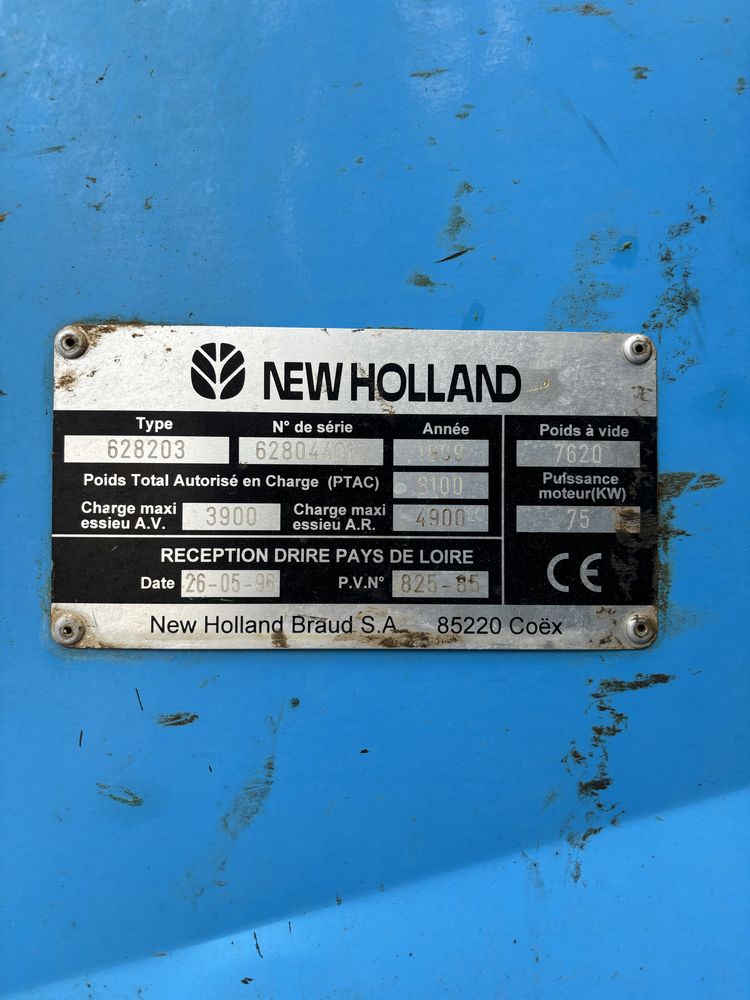 NEW HOLLAND
Type N° de série Année Poids à vide
628203 7620
Poids Total Autorisé en Charge (PTAC) 8100
Puissance moteur(KW)
Charge maxi essieu A.V. 3900 Charge maxi essieu A.R. 4900 75
RECEPTION DRIRE PAYS DE LOIRE
Date 26-05-96 P.V.N° 825-85
CE
New Holland Braud S.A 85220 Coëx